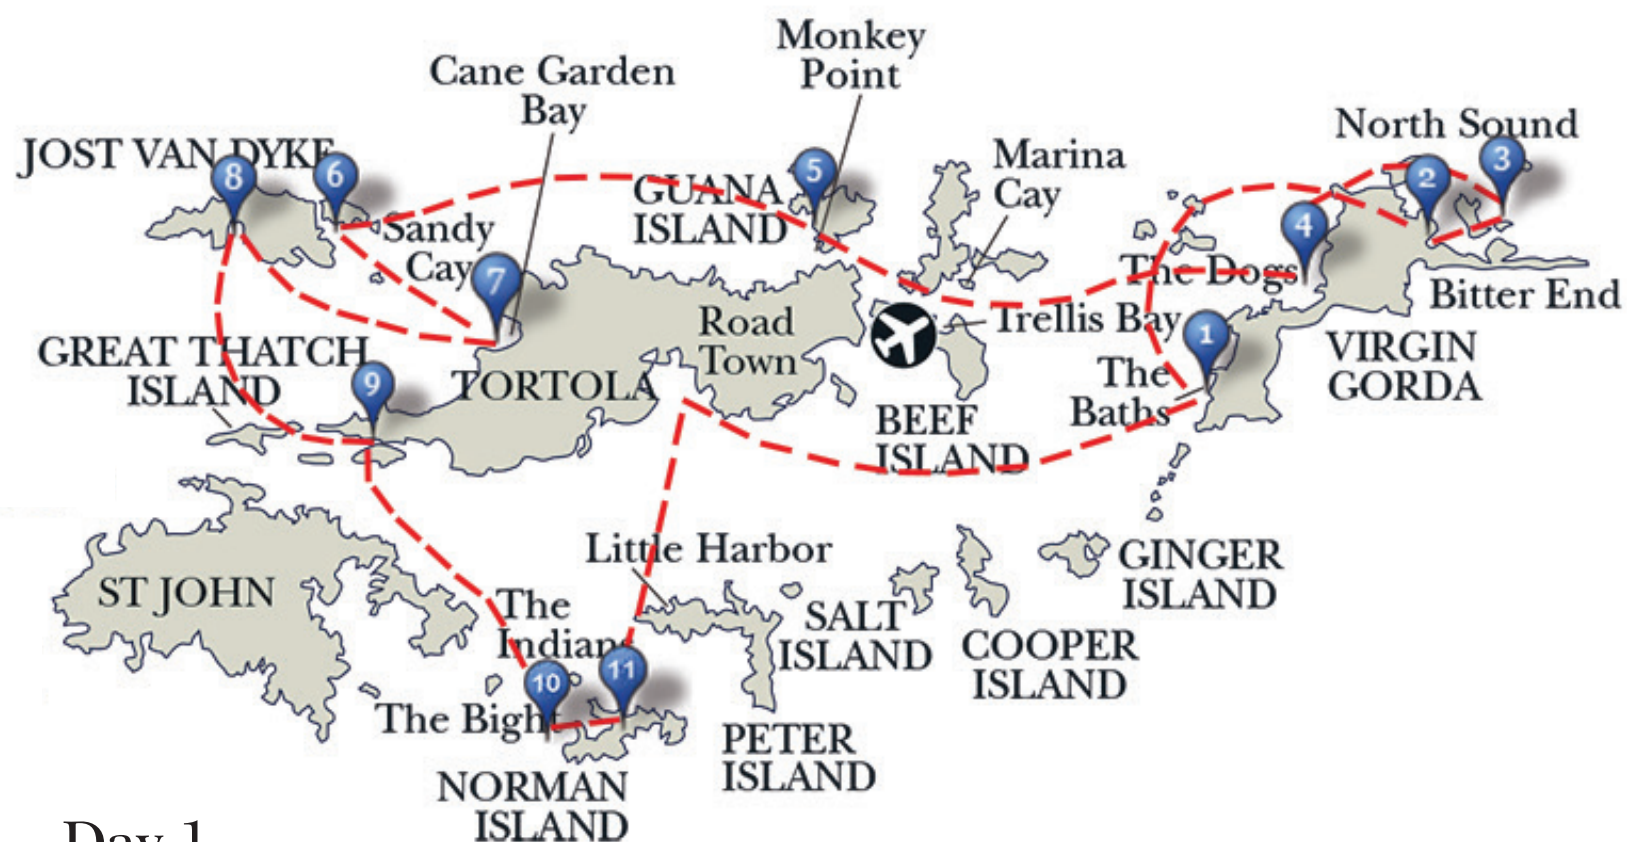 Monkey
Point
Cane Garden
Bay
North Sound
JOST VAN DYKE
8
6
5
Marina
Cay
2
3
GUANA
ISLAND
Sandy
Cay
4
7
The Dogs
Bitter End
Road
Town
Trellis Bay
1
VIRGIN
GORDA
GREAT THATCH
ISLAND
9
TORTOLA
The
Baths
BEEF
ISLAND
Little Harbor
GINGER
ISLAND
ST JOHN
The
Indians
SALT
ISLAND
COOPER
ISLAND
10
11
The Bight
PETER
ISLAND
NORMAN
ISLAND
Day 1